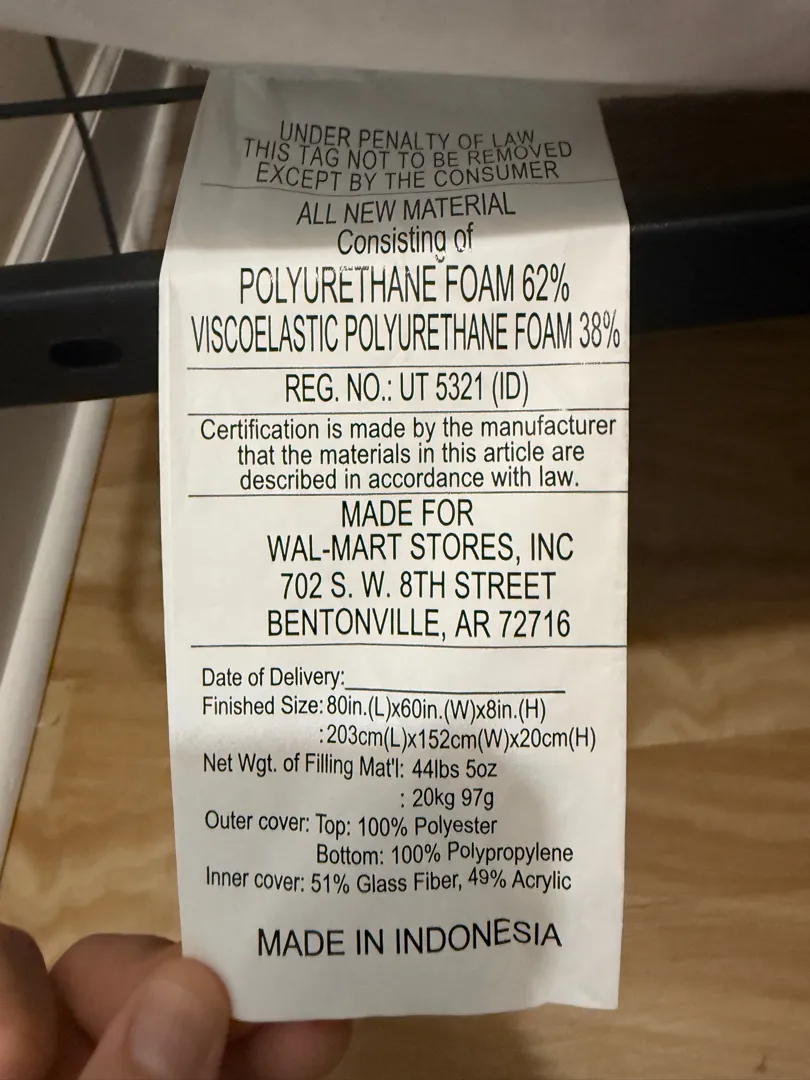 UNDER PENALTY OF LAW
THIS TAG NOT TO BE REMOVED
EXCEPT BY THE CONSUMER
ALL NEW MATERIAL
Consisting of
POLYURETHANE FOAM 62%
VISCOELASTIC POLYURETHANE FOAM 38%
REG. NO.: UT 5321 (ID)
Certification is made by the manufacturer
that the materials in this article are
described in accordance with law.
MADE FOR
WAL-MART STORES, INC
702 S. W. 8TH STREET
BENTONVILLE, AR 72716
Date of Delivery:
Finished Size: 80in.(L)x60in.(W)x8in.(H)
: 203cm(L)x152cm(W)x20cm(H)
Net Wgt. of Filling Mat'l: 44lbs 5oz
: 20kg 97g
Outer cover: Top: 100% Polyester
Bottom: 100% Polypropylene
Inner cover: 51% Glass Fiber, 49% Acrylic
MADE IN INDONESIA